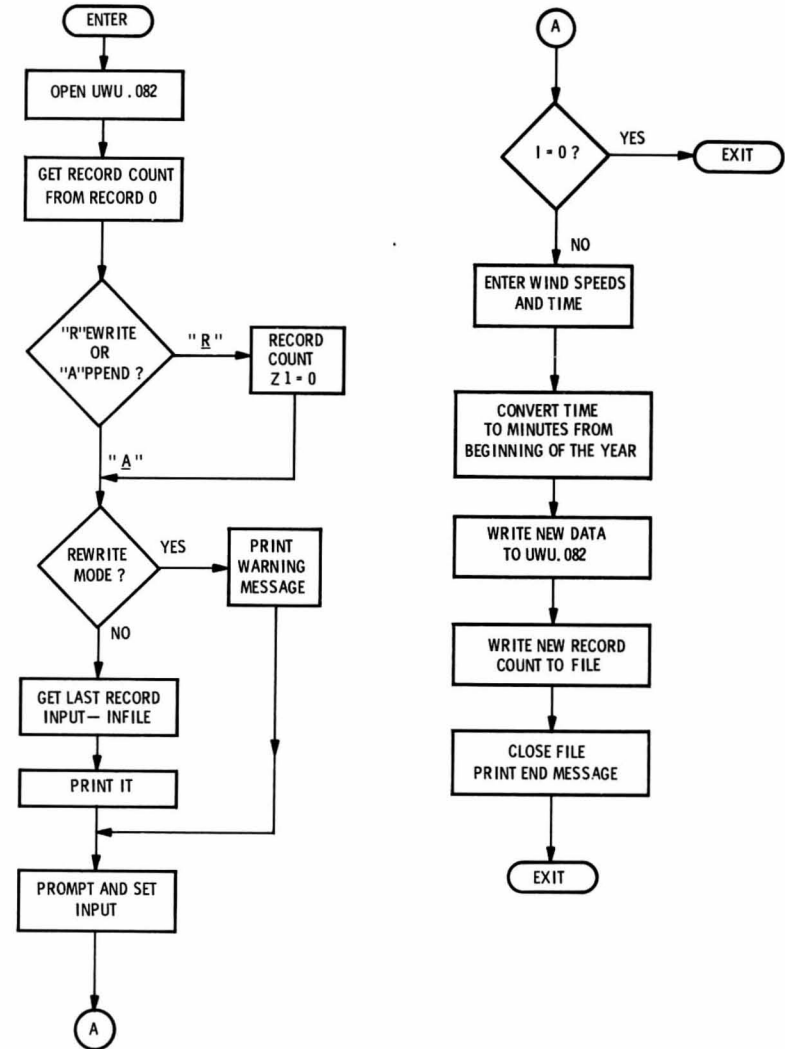 ENTER
OPEN UWU.082
GET RECORD COUNT
FROM RECORD 0
"R"EWRITE
OR
"A"PPEND ?
"R"
RECORD
COUNT
Z1=0
"A"
REWRITE
MODE ?
YES
PRINT
WARNING
MESSAGE
NO
GET LAST RECORD
INPUT— INFILE
PRINT IT
PROMPT AND SET
INPUT
A
A
I=0 ?
YES
EXIT
NO
ENTER WIND SPEEDS
AND TIME
CONVERT TIME
TO MINUTES FROM
BEGINNING OF THE YEAR
WRITE NEW DATA
TO UWU.082
WRITE NEW RECORD
COUNT TO FILE
CLOSE FILE
PRINT END MESSAGE
EXIT